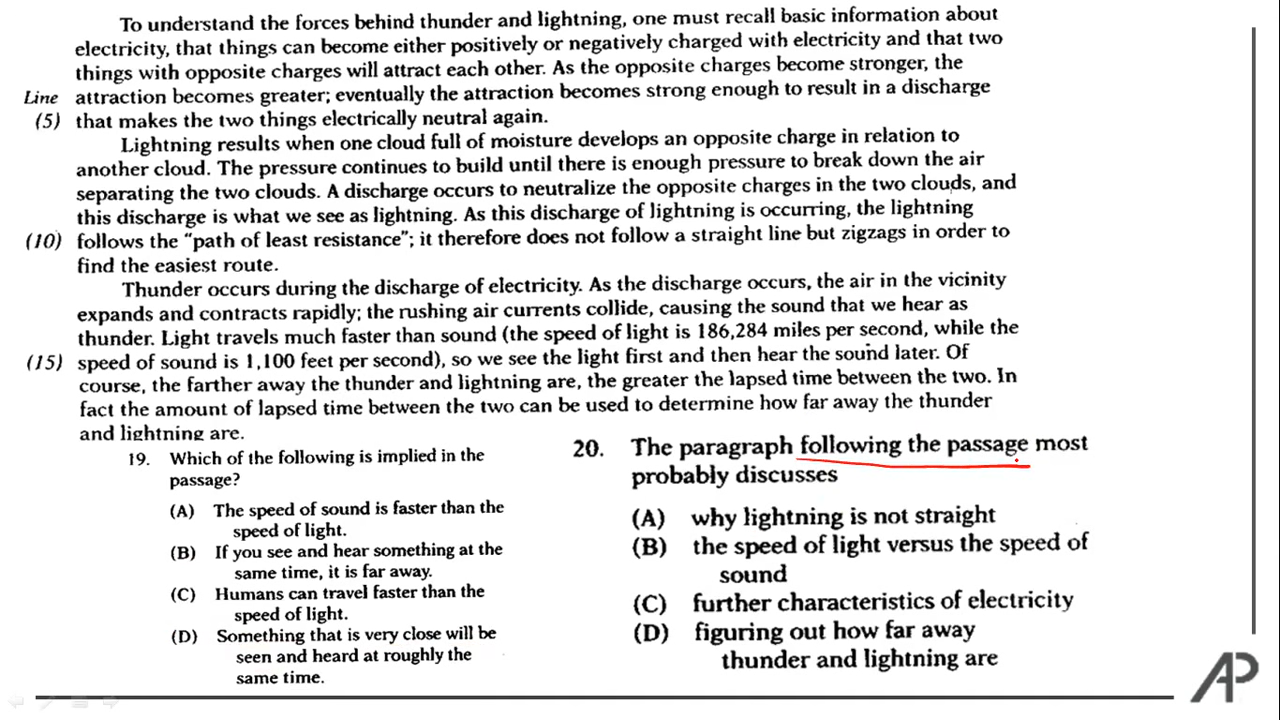 To understand the forces behind thunder and lightning, one must recall basic information about
electricity, that things can become either positively or negatively charged with electricity and that two
things with opposite charges will attract each other. As the opposite charges become stronger, the
Line attraction becomes greater; eventually the attraction becomes strong enough to result in a discharge
(5) that makes the two things electrically neutral again.
Lightning results when one cloud full of moisture develops an opposite charge in relation to
another cloud. The pressure continues to build until there is enough pressure to break down the air
separating the two clouds. A discharge occurs to neutralize the opposite charges in the two clouds, and
this discharge is what we see as lightning. As this discharge of lightning is occurring, the lightning
(10) follows the “path of least resistance”; it therefore does not follow a straight line but zigzags in order to
find the easiest route.
Thunder occurs during the discharge of electricity. As the discharge occurs, the air in the vicinity
expands and contracts rapidly; the rushing air currents collide, causing the sound that we hear as
thunder. Light travels much faster than sound (the speed of light is 186,284 miles per second, while the
(15) speed of sound is 1,100 feet per second), so we see the light first and then hear the sound later. Of
course, the farther away the thunder and lightning are, the greater the lapsed time between the two. In
fact the amount of lapsed time between the two can be used to determine how far away the thunder
and lightning are.
19. Which of the following is implied in the
passage?
(A) The speed of sound is faster than the
speed of light.
(B) If you see and hear something at the
same time, it is far away.
(C) Humans can travel faster than the
speed of light.
(D) Something that is very close will be
seen and heard at roughly the
same time.
20. The paragraph following the passage most
probably discusses
(A) why lightning is not straight
(B) the speed of light versus the speed of
sound
(C) further characteristics of electricity
(D) figuring out how far away
thunder and lightning are
AP